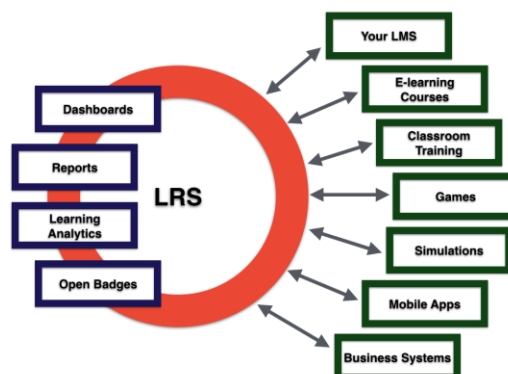 Your LMS
E-learning
Courses
Dashboards
Classroom
Training
Reports
LRS
Games
Learning
Analytics
Simulations
Open Badges
Mobile Apps
Business Systems